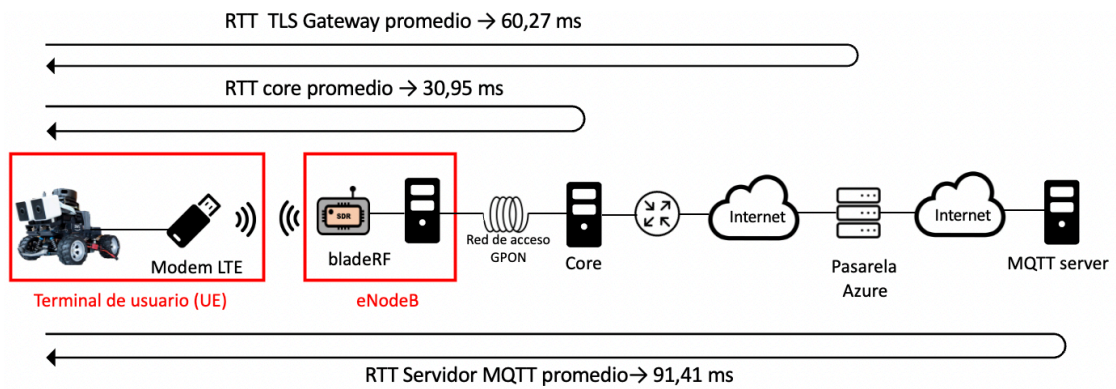 RTT TLS Gateway promedio → 60,27 ms
RTT core promedio → 30,95 ms
SDR
Internet
Internet
Red de acceso
GPON
Modem LTE
bladeRF
Core
Pasarela
Azure
MQTT server
Terminal de usuario (UE)
eNodeB
RTT Servidor MQTT promedio→ 91,41 ms